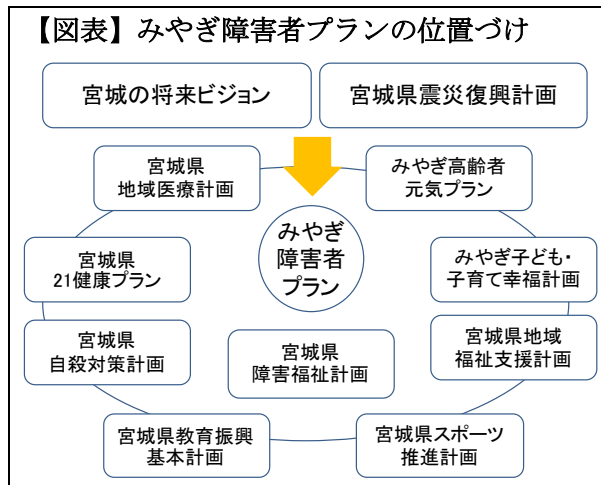 【図表】みやぎ障害者プランの位置づけ
宮城の将来ビジョン
宮城県震災復興計画
宮城県
地域医療計画
みやぎ高齢者
元気プラン
みやぎ
障害者
プラン
宮城県
21健康プラン
みやぎ子ども・
子育て幸福計画
宮城県
自殺対策計画
宮城県
障害福祉計画
宮城県地域
福祉支援計画
宮城県教育振興
基本計画
宮城県スポーツ
推進計画